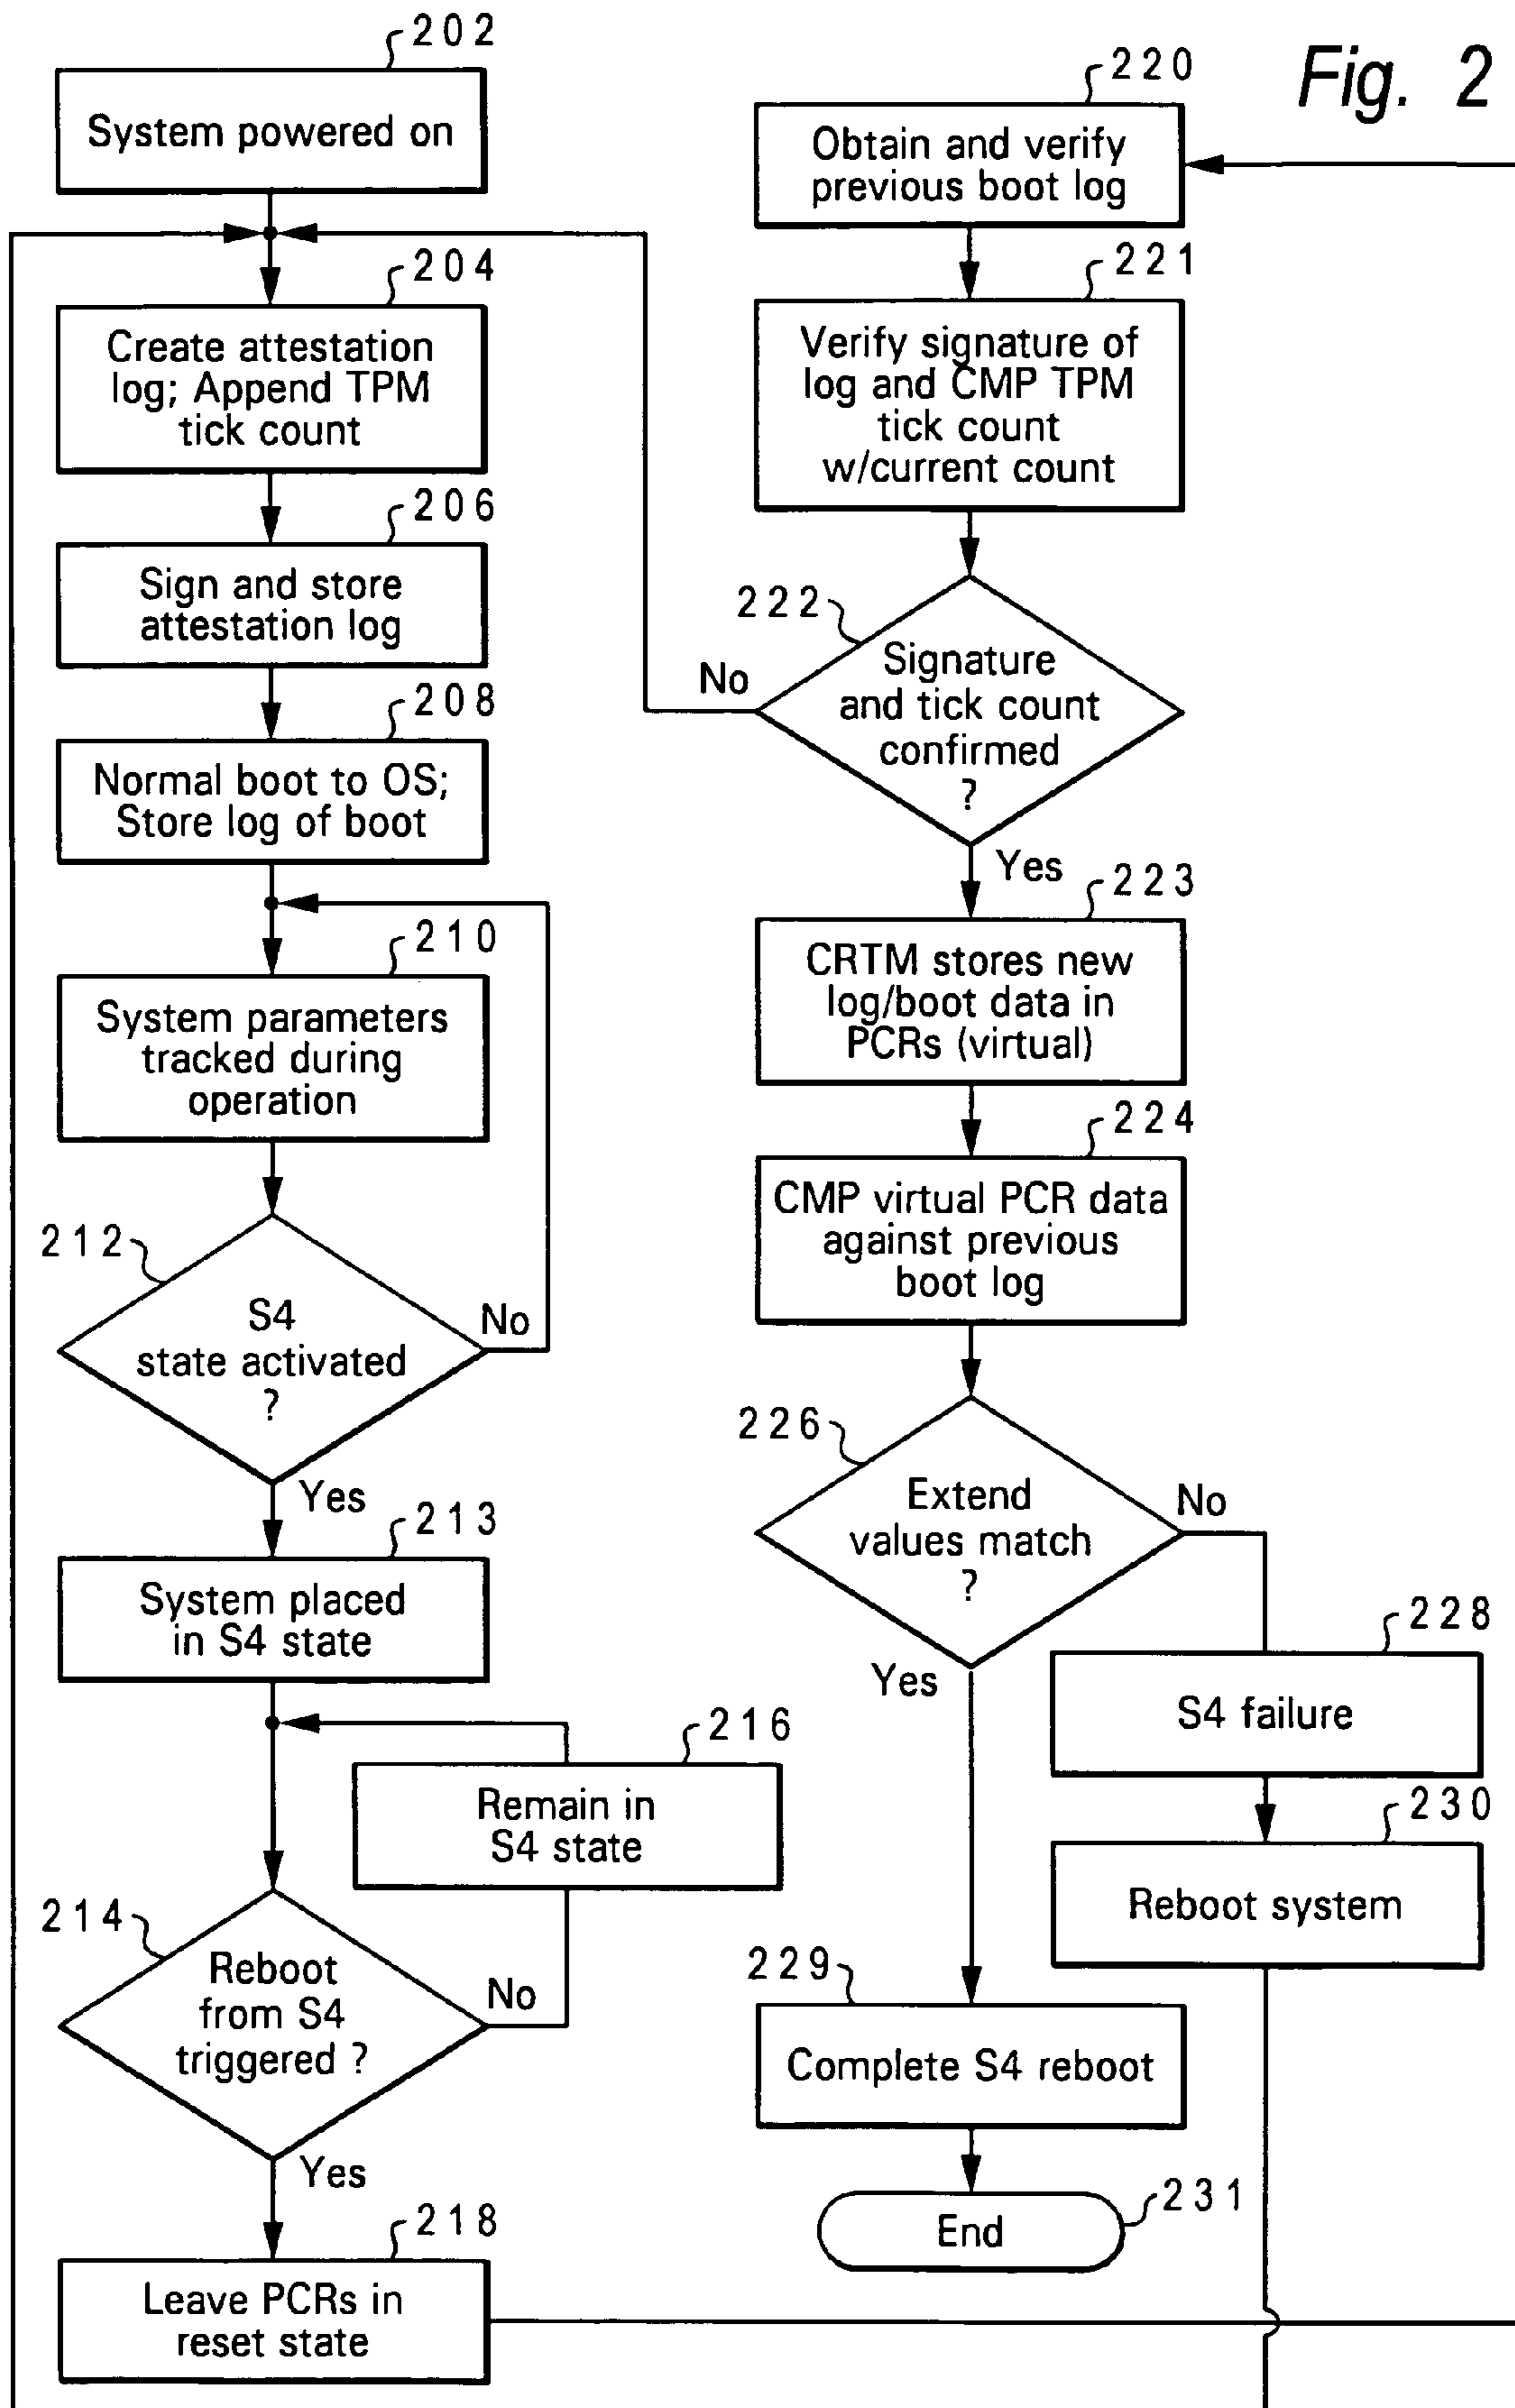 Fig. 2
202
System powered on
204
Create attestation
log; Append TPM
tick count
206
Sign and store
attestation log
208
Normal boot to OS;
Store log of boot
210
System parameters
tracked during
operation
212
S4
state activated
?
No
Yes
213
System placed
in S4 state
216
Remain in
S4 state
214
Reboot
from S4
triggered ?
No
Yes
218
Leave PCRs in
reset state
220
Obtain and verify
previous boot log
221
Verify signature of
log and CMP TPM
tick count
w/current count
222
Signature
and tick count
confirmed
?
No
Yes
223
CRTM stores new
log/boot data in
PCRs (virtual)
224
CMP virtual PCR data
against previous
boot log
226
Extend
values match
?
No
Yes
228
S4 failure
230
Reboot system
229
Complete S4 reboot
231
End